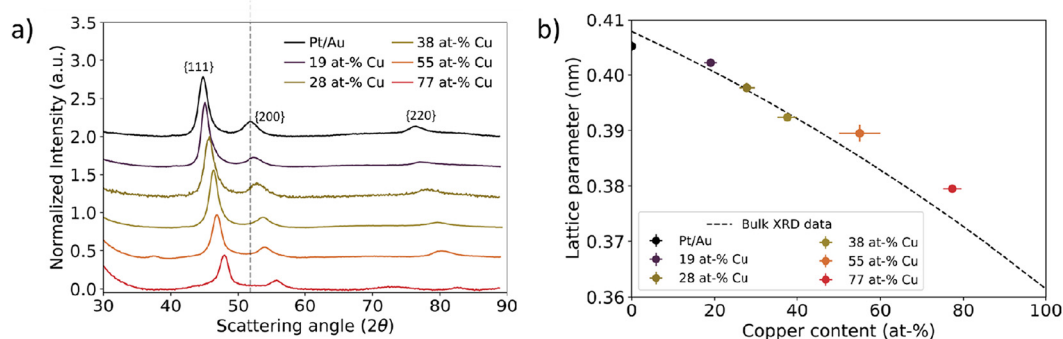 a)
3.5
3.0
2.5
2.0
1.5
1.0
0.5
0.0
Normalized Intensity (a.u.)
Pt/Au
19 at-% Cu
28 at-% Cu
38 at-% Cu
55 at-% Cu
77 at-% Cu
{111}
{200}
{220}
30 40 50 60 70 80 90
Scattering angle (2θ)
b)
0.41
0.40
0.39
0.38
0.37
0.36
Lattice parameter (nm)
Bulk XRD data
Pt/Au
19 at-% Cu
28 at-% Cu
38 at-% Cu
55 at-% Cu
77 at-% Cu
0 20 40 60 80 100
Copper content (at-%)